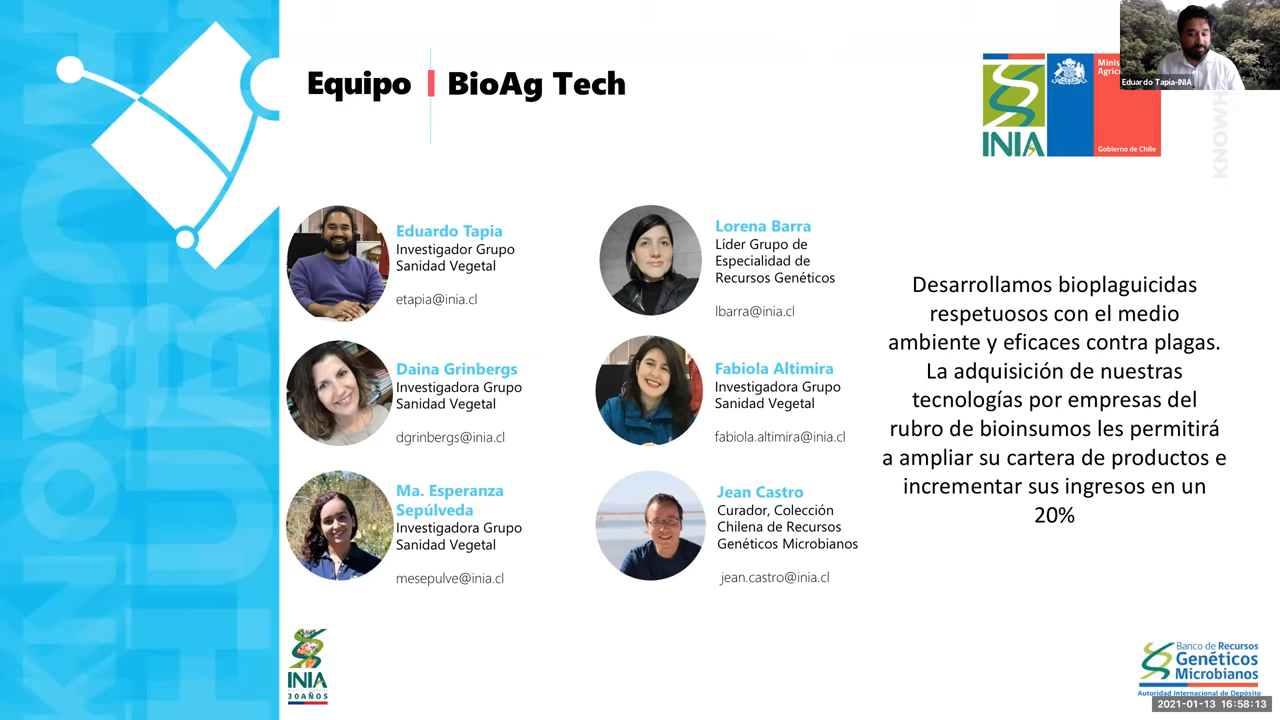 Equipo
BioAg Tech
INIA
Minis
Agric
Gobierno de Chile
Eduardo Tapia-INIA
KNOWH
Eduardo Tapia
Investigador Grupo
Sanidad Vegetal
etapia@inia.cl
Lorena Barra
Líder Grupo de
Especialidad de
Recursos Genéticos
lbarra@inia.cl
Daina Grinbergs
Investigadora Grupo
Sanidad Vegetal
dgrinbergs@inia.cl
Fabiola Altimira
Investigadora Grupo
Sanidad Vegetal
fabiola.altimira@inia.cl
Ma. Esperanza
Sepúlveda
Investigadora Grupo
Sanidad Vegetal
mesepulve@inia.cl
Jean Castro
Curador, Colección
Chilena de Recursos
Genéticos Microbianos
jean.castro@inia.cl
Desarrollamos bioplaguicidas
respetuosos con el medio
ambiente y eficaces contra plagas.
La adquisición de nuestras
tecnologías por empresas del
rubro de bioinsumos les permitirá
a ampliar su cartera de productos e
incrementar sus ingresos en un
20%
INIA
30 AÑOS
Banco de Recursos
Genéticos
Microbianos
Autoridad Internacional de Depósito
2021-01-13 16:58:13